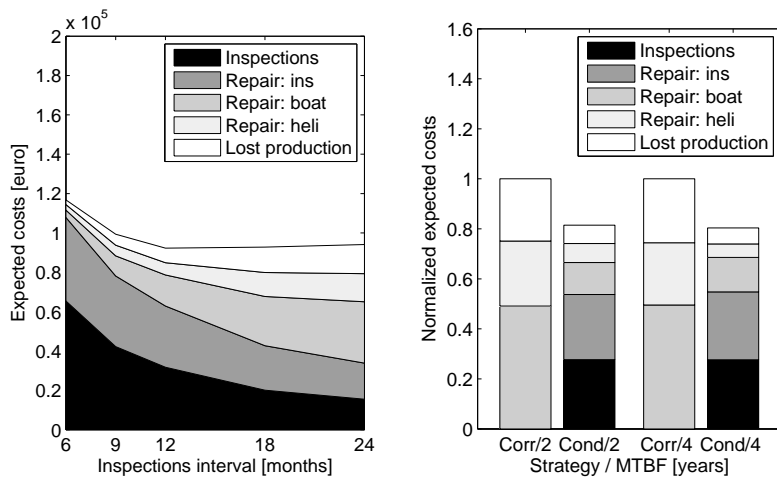 x 10⁵
2
1.8
1.6
1.4
1.2
1
0.8
0.6
0.4
0.2
0
Expected costs [euro]
Inspections
Repair: ins
Repair: boat
Repair: heli
Lost production
6 9 12 18 24
Inspections interval [months]
1.6
1.4
1.2
1
0.8
0.6
0.4
0.2
0
Normalized expected costs
Inspections
Repair: ins
Repair: boat
Repair: heli
Lost production
Corr/2 Cond/2 Corr/4 Cond/4
Strategy / MTBF [years]